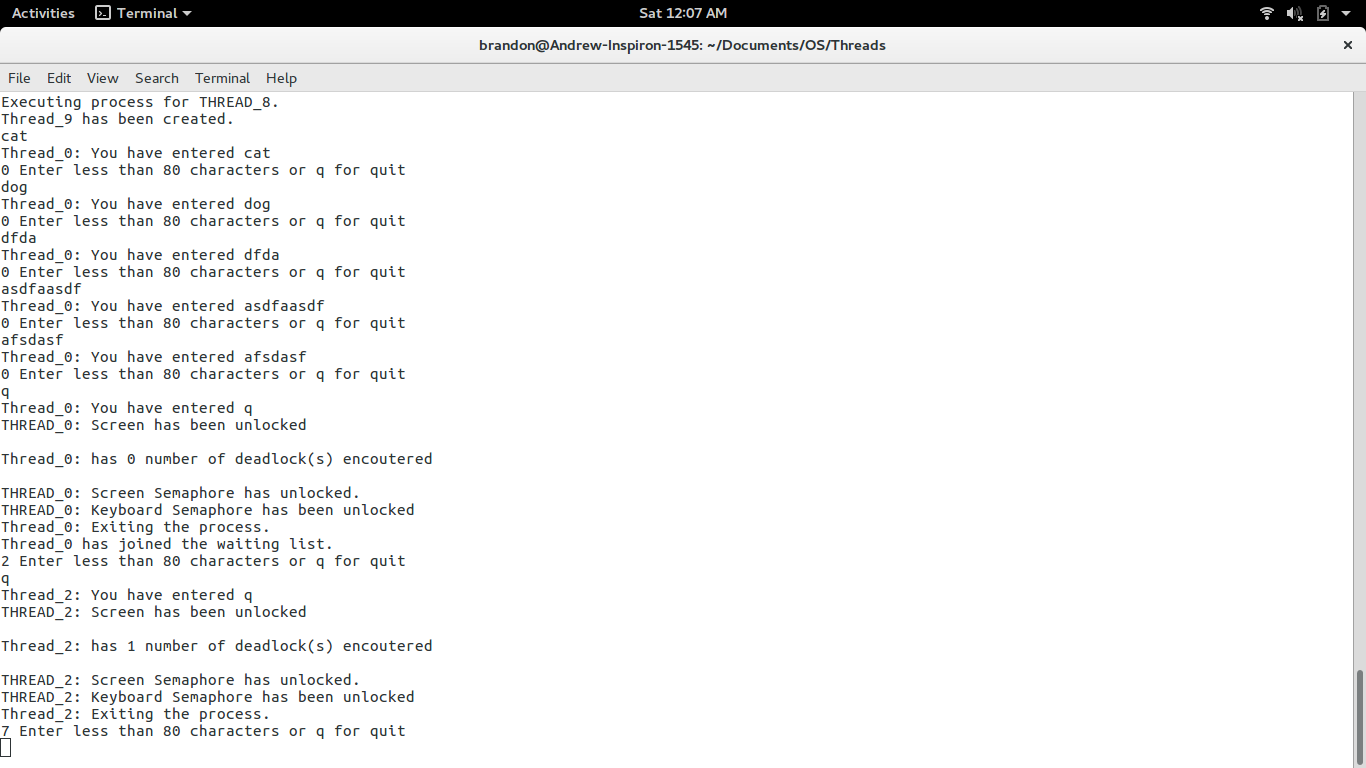 Activities Terminal Sat 12:07 AM
brandon@Andrew-Inspiron-1545: ~/Documents/OS/Threads ×
File Edit View Search Terminal Help
Executing process for THREAD_8.
Thread_9 has been created.
cat
Thread_0: You have entered cat
0 Enter less than 80 characters or q for quit
dog
Thread_0: You have entered dog
0 Enter less than 80 characters or q for quit
dfda
Thread_0: You have entered dfda
0 Enter less than 80 characters or q for quit
asdfaasdf
Thread_0: You have entered asdfaasdf
0 Enter less than 80 characters or q for quit
afsdasf
Thread_0: You have entered afsdasf
0 Enter less than 80 characters or q for quit
q
Thread_0: You have entered q
THREAD_0: Screen has been unlocked
Thread_0: has 0 number of deadlock(s) encoutered
THREAD_0: Screen Semaphore has unlocked.
THREAD_0: Keyboard Semaphore has been unlocked
Thread_0: Exiting the process.
Thread_0 has joined the waiting list.
2 Enter less than 80 characters or q for quit
q
Thread_2: You have entered q
THREAD_2: Screen has been unlocked
Thread_2: has 1 number of deadlock(s) encoutered
THREAD_2: Screen Semaphore has unlocked.
THREAD_2: Keyboard Semaphore has been unlocked
Thread_2: Exiting the process.
7 Enter less than 80 characters or q for quit